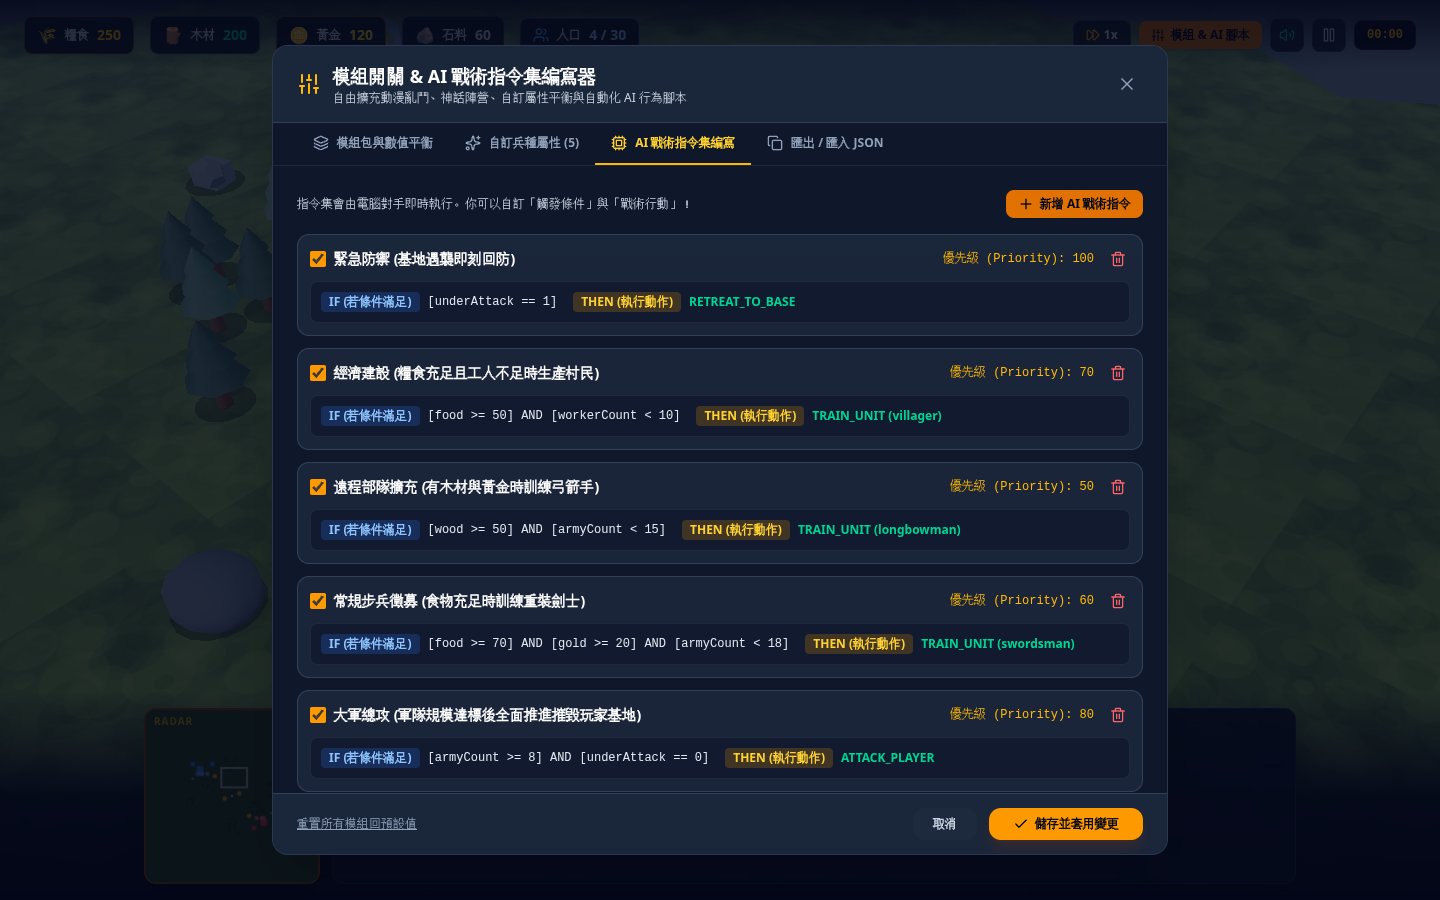 糧食 250 木材 200 黃金 120 石料 60 人口 4 / 30 1x 模組 & AI 腳本 00:00
模組開關 & AI 戰術指令集編寫器
自由擴充動漫亂鬥、神話陣營、自訂屬性平衡與自動化 AI 行為腳本
模組包與數值平衡 自訂兵種屬性 (5) AI 戰術指令集編寫 匯出 / 匯入 JSON
指令集會由電腦對手即時執行。你可以自訂「觸發條件」與「戰術行動」！ 新增 AI 戰術指令
緊急防禦 (基地遇襲即刻回防) 優先級 (Priority): 100
IF (若條件滿足) [underAttack == 1] THEN (執行動作) RETREAT_TO_BASE
經濟建設 (糧食充足且工人不足時生產村民) 優先級 (Priority): 70
IF (若條件滿足) [food >= 50] AND [workerCount < 10] THEN (執行動作) TRAIN_UNIT (villager)
遠程部隊擴充 (有木材與黃金時訓練弓箭手) 優先級 (Priority): 50
IF (若條件滿足) [wood >= 50] AND [armyCount < 15] THEN (執行動作) TRAIN_UNIT (longbowman)
常規步兵徵募 (食物充足時訓練重裝劍士) 優先級 (Priority): 60
IF (若條件滿足) [food >= 70] AND [gold >= 20] AND [armyCount < 18] THEN (執行動作) TRAIN_UNIT (swordsman)
大軍總攻 (軍隊規模達標後全面推進摧毀玩家基地) 優先級 (Priority): 80
IF (若條件滿足) [armyCount >= 8] AND [underAttack == 0] THEN (執行動作) ATTACK_PLAYER
RADAR
重置所有模組回預設值 取消 儲存並套用變更